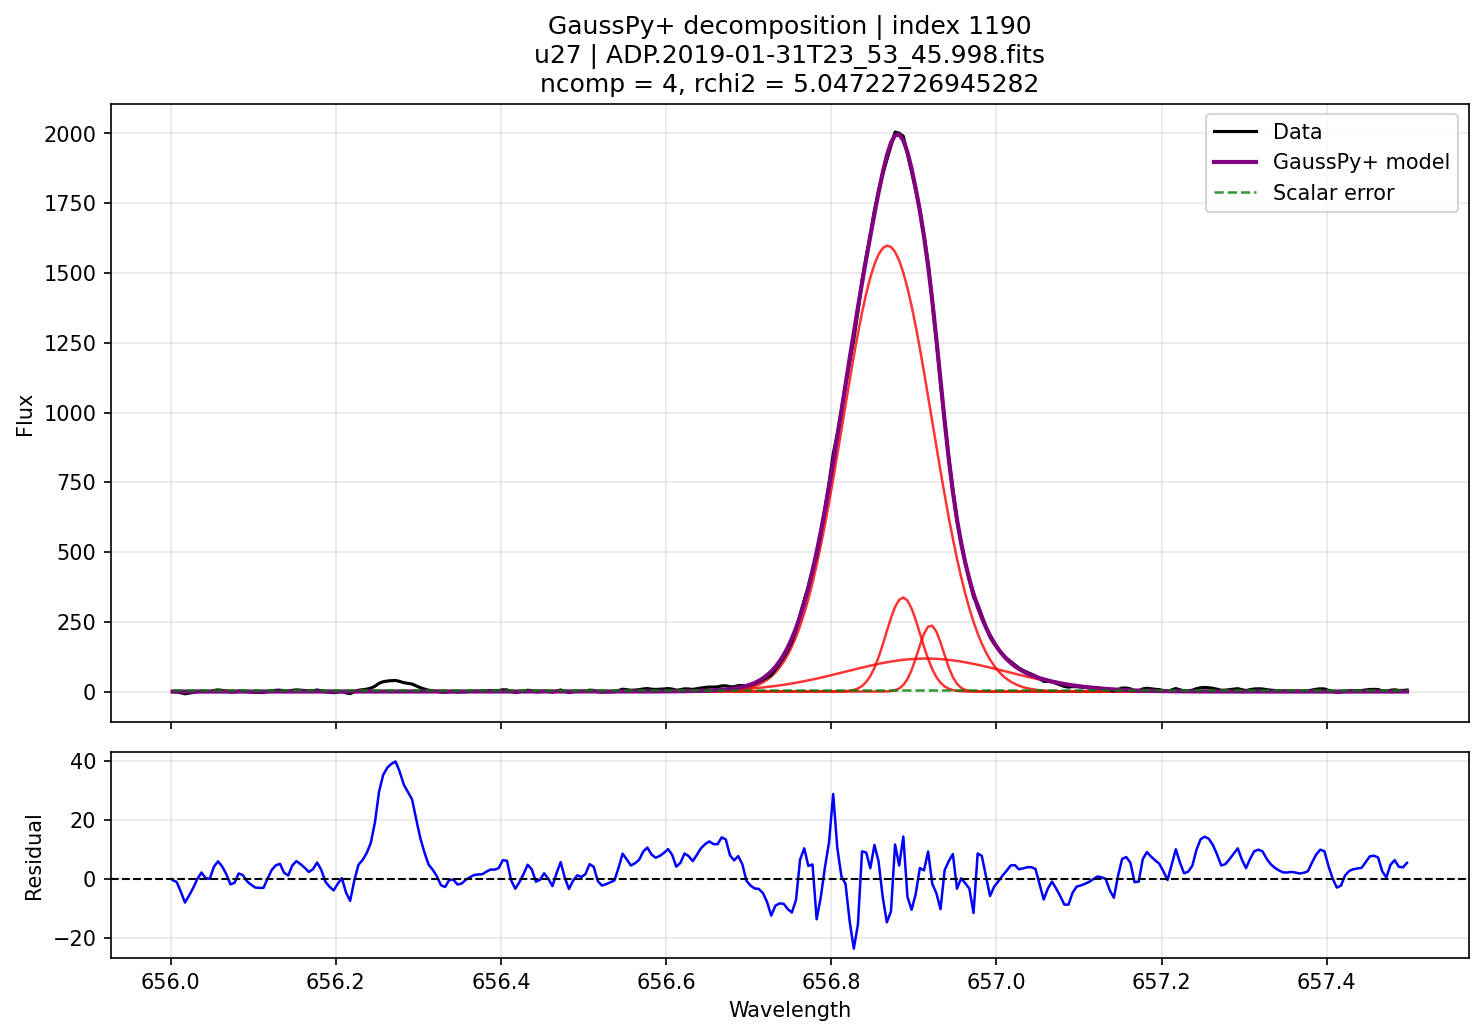 GaussPy+ decomposition | index 1190
u27 | ADP.2019-01-31T23_53_45.998.fits
ncomp = 4, rchi2 = 5.04722726945282
Data
GaussPy+ model
Scalar error
2000
1750
1500
1250
1000
750
500
250
0
Flux
40
20
0
−20
Residual
656.0
656.2
656.4
656.6
656.8
657.0
657.2
657.4
Wavelength